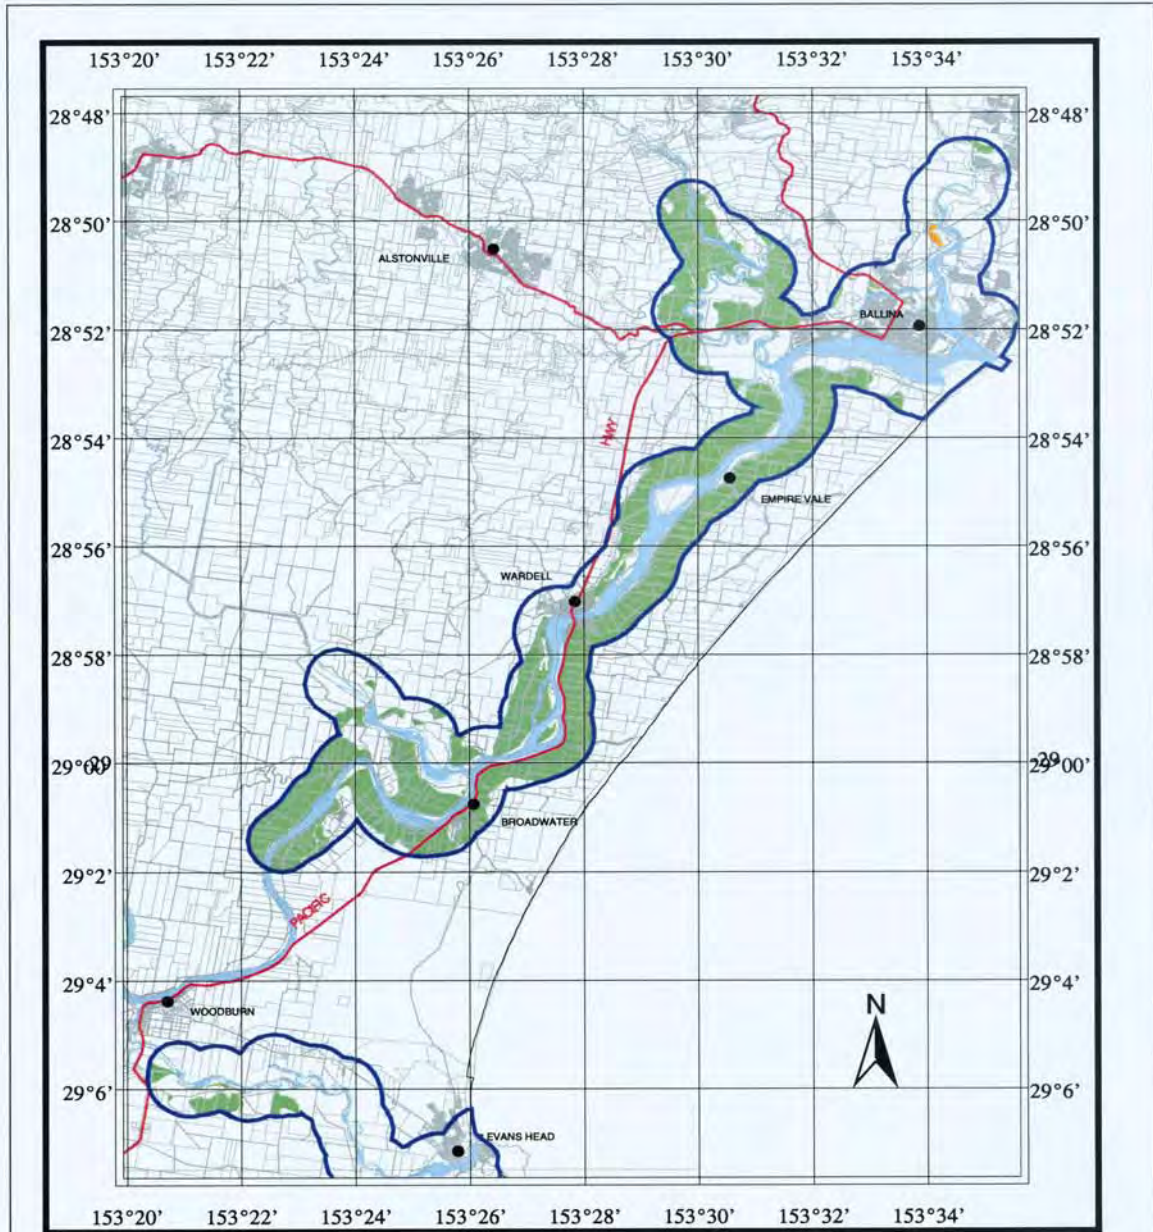 153°20' 153°22' 153°24' 153°26' 153°28' 153°30' 153°32' 153°34'
28°48' 28°48'
28°50' 28°50'
ALSTONVILLE
BALLINA
28°52' 28°52'
HWY
28°54' 28°54'
EMPIRE VALE
28°56' 28°56'
WARDELL
28°58' 28°58'
29°00' 29°00'
BROADWATER
29°2' 29°2'
PACIFIC
29°4' 29°4'
WOODBURN
N
29°6' 29°6'
EVANS HEAD
153°20' 153°22' 153°24' 153°26' 153°28' 153°30' 153°32' 153°34'